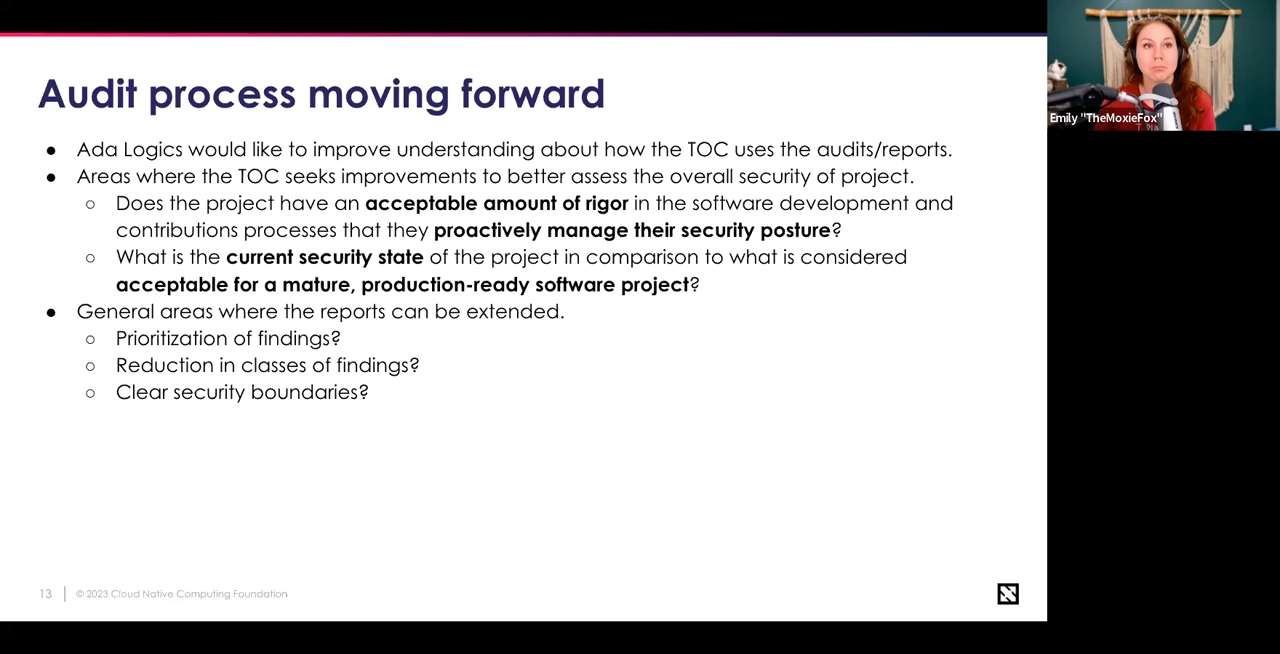 Audit process moving forward
● Ada Logics would like to improve understanding about how the TOC uses the audits/reports.
● Areas where the TOC seeks improvements to better assess the overall security of project.
○ Does the project have an acceptable amount of rigor in the software development and
contributions processes that they proactively manage their security posture?
○ What is the current security state of the project in comparison to what is considered
acceptable for a mature, production-ready software project?
● General areas where the reports can be extended.
○ Prioritization of findings?
○ Reduction in classes of findings?
○ Clear security boundaries?
13 | © 2023 Cloud Native Computing Foundation
Emily "TheMoxieFox"